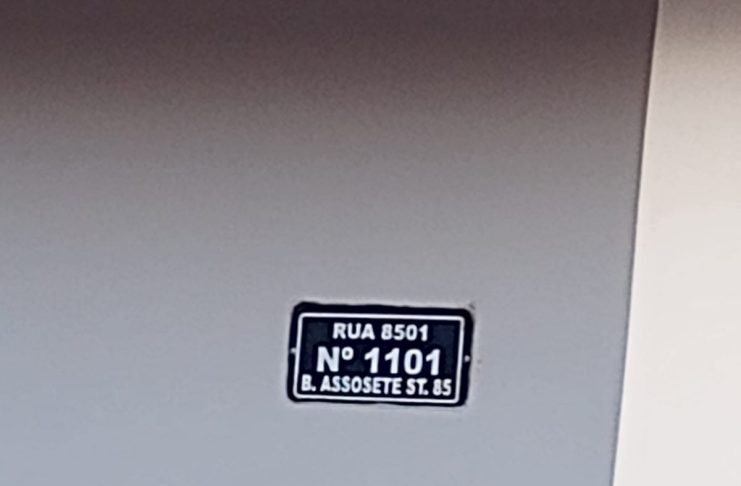 RUA 8501
Nº 1101
B. ASSOSETE ST. 85